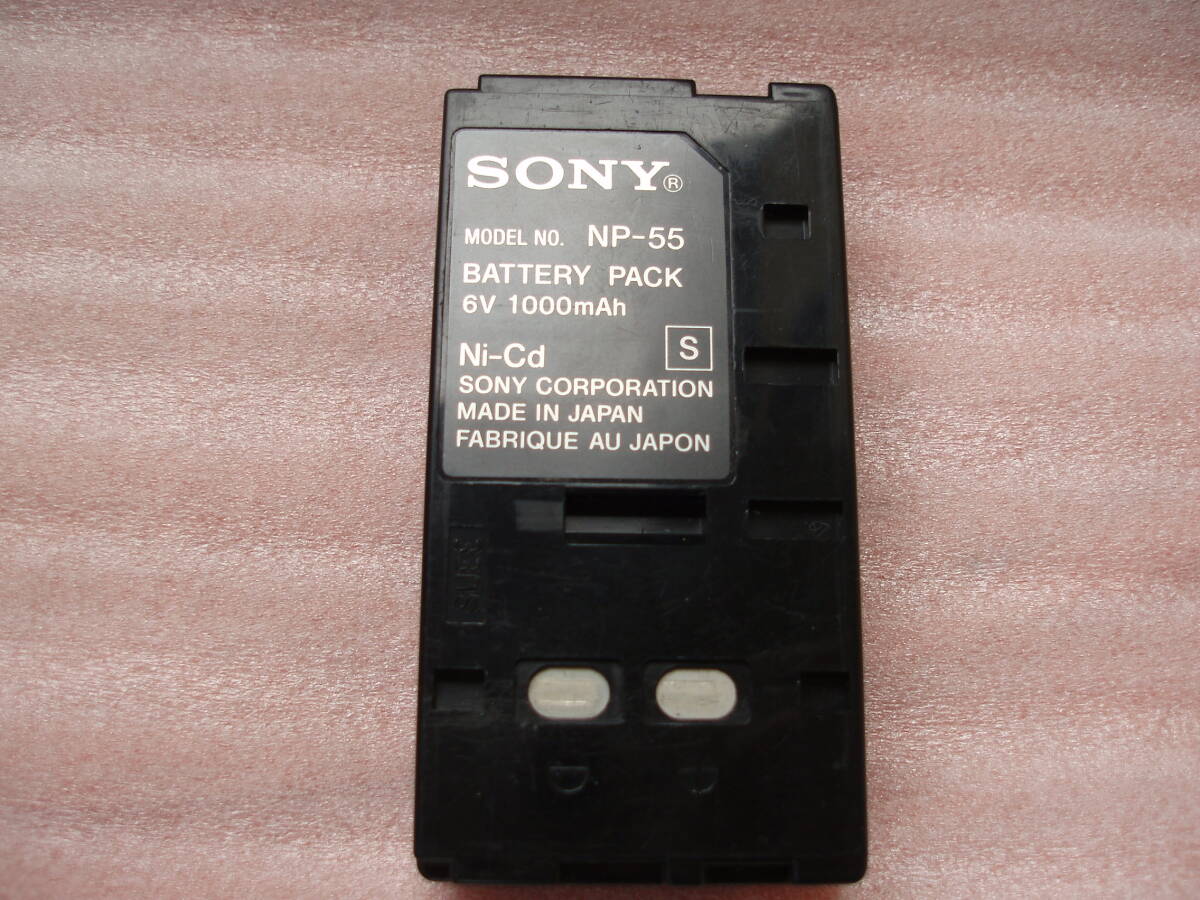 SONY®
MODEL NO. NP-55
BATTERY PACK
6V 1000mAh
Ni-Cd S
SONY CORPORATION
MADE IN JAPAN
FABRIQUE AU JAPON